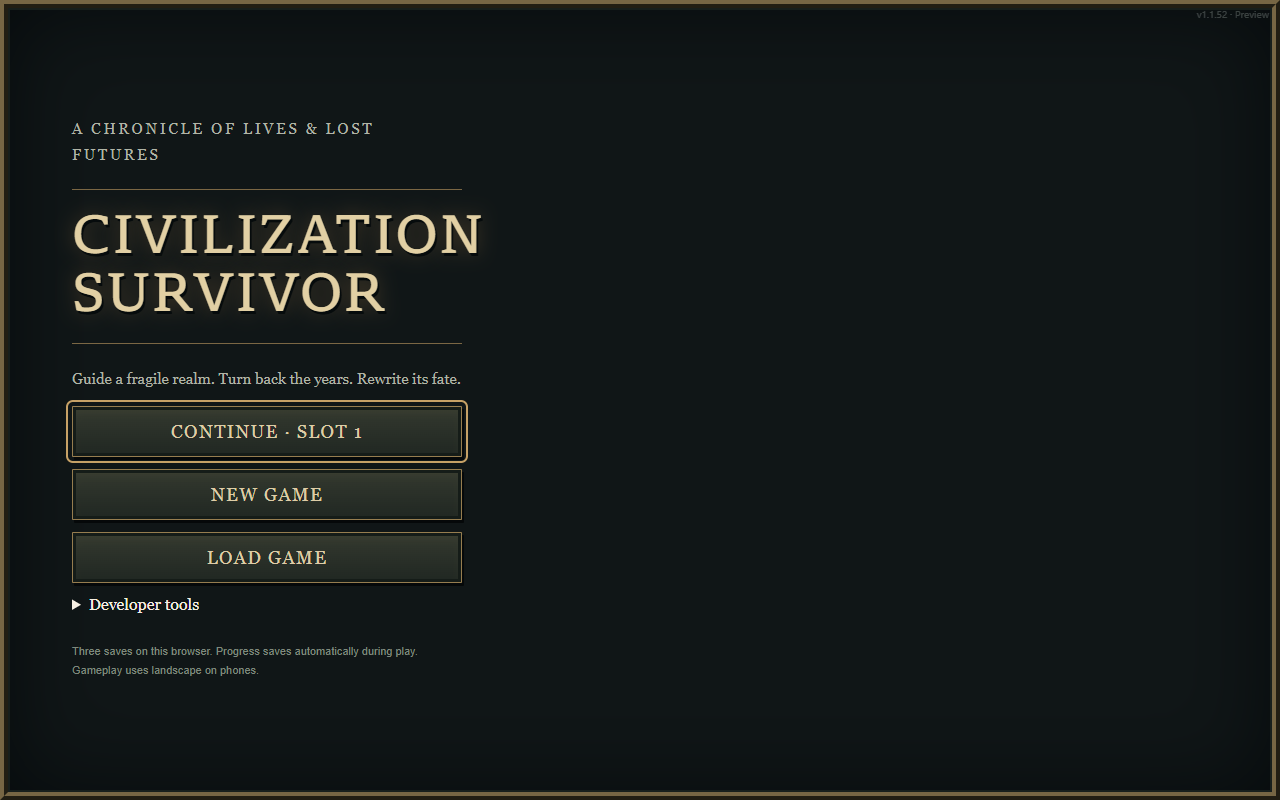 v1.1.52 · Preview
A CHRONICLE OF LIVES & LOST
FUTURES
CIVILIZATION
SURVIVOR
Guide a fragile realm. Turn back the years. Rewrite its fate.
CONTINUE · SLOT 1
NEW GAME
LOAD GAME
Developer tools
Three saves on this browser. Progress saves automatically during play.
Gameplay uses landscape on phones.